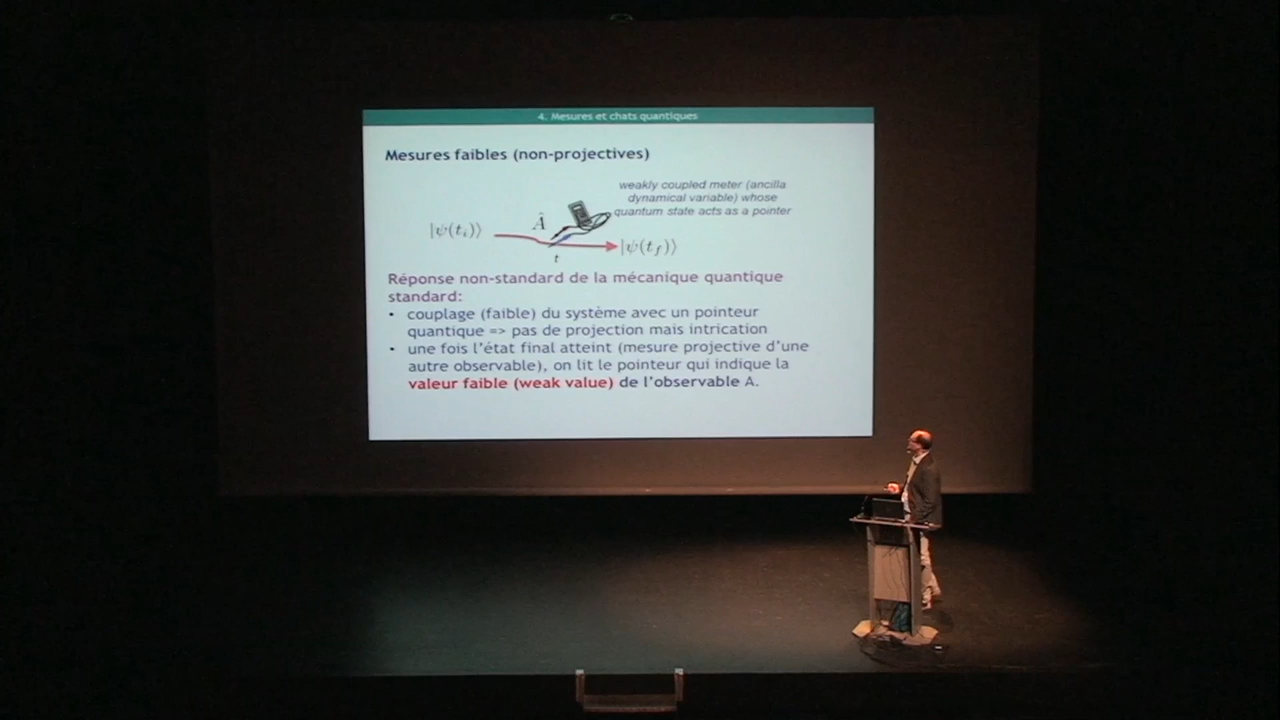 4. Mesures et chats quantiques
Mesures faibles (non-projectives)
weakly coupled meter (ancilla
dynamical variable) whose
quantum state acts as a pointer
Â
|ψ(tᵢ)⟩
|ψ(t_f)⟩
t
Réponse non-standard de la mécanique quantique
standard:
• couplage (faible) du système avec un pointeur
quantique => pas de projection mais intrication
• une fois l'état final atteint (mesure projective d'une
autre observable), on lit le pointeur qui indique la
valeur faible (weak value) de l'observable A.